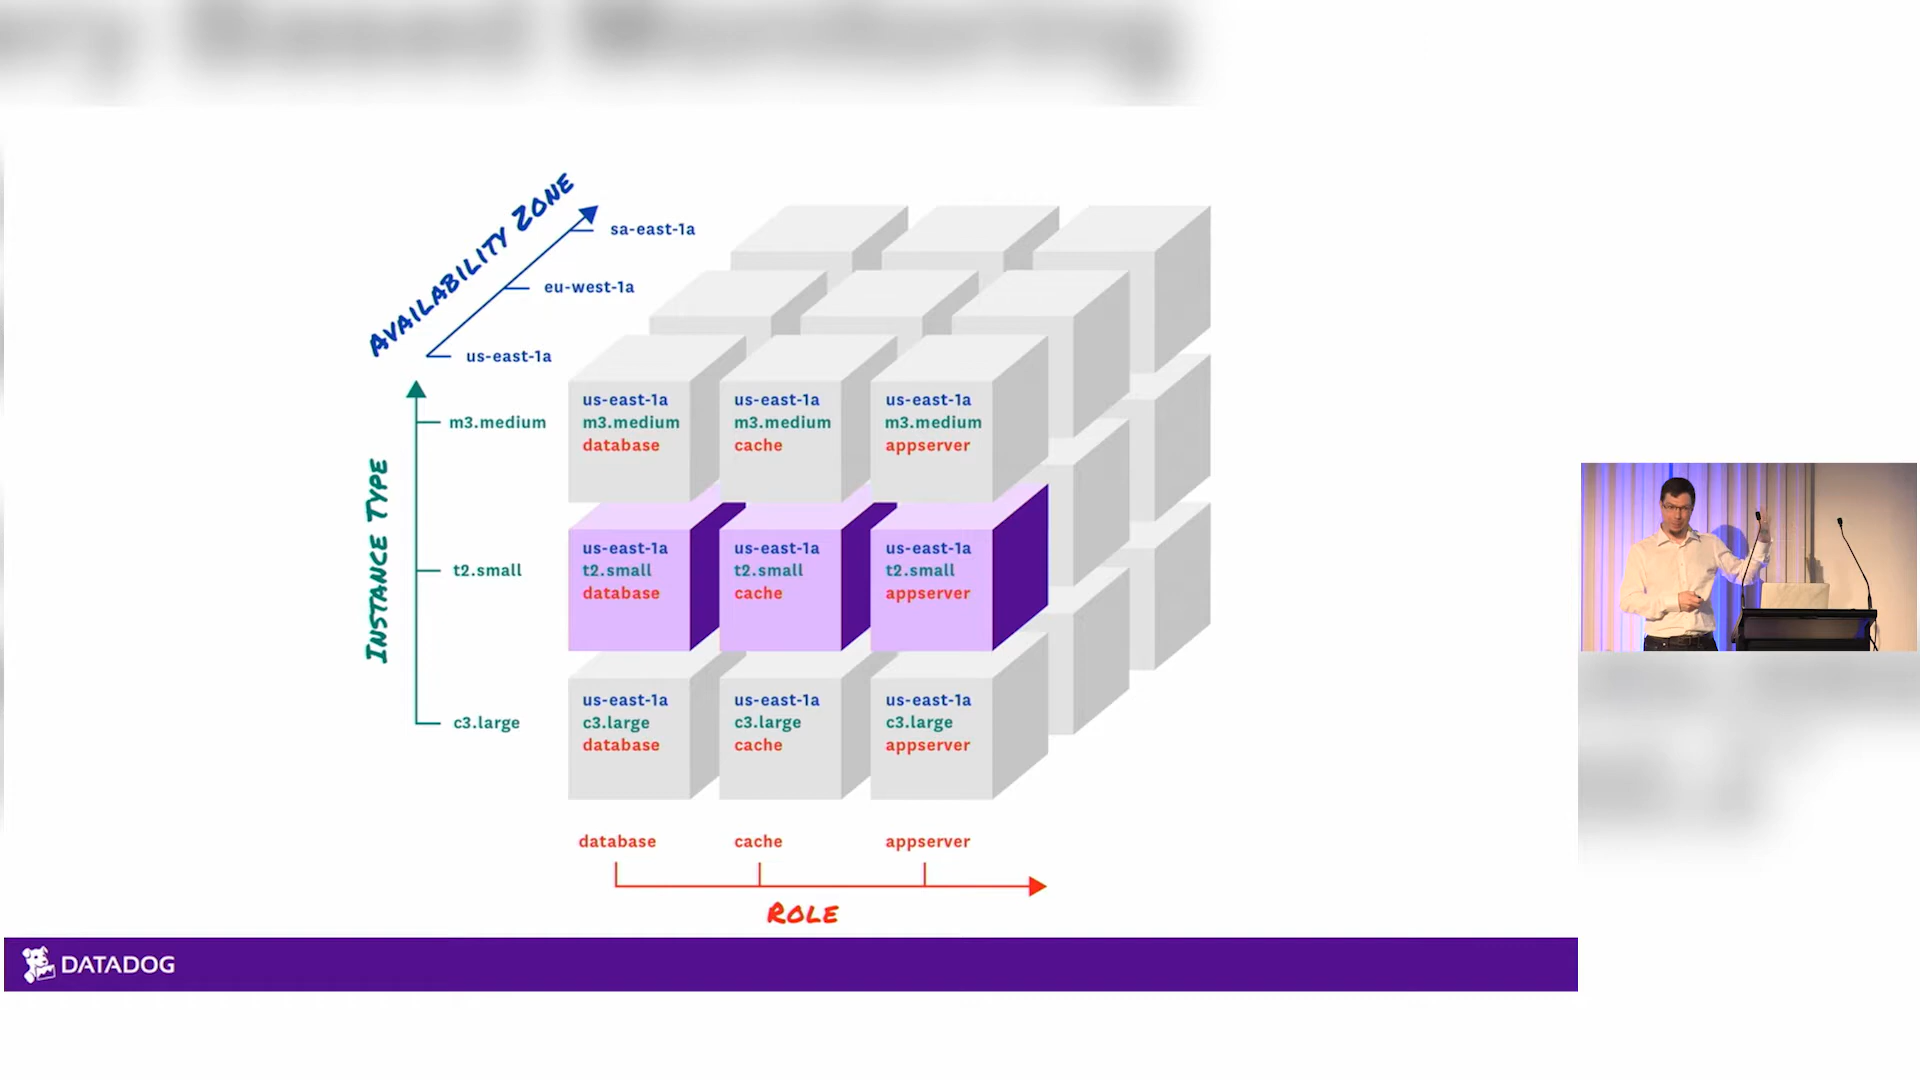 AVAILABILITY ZONE
sa-east-1a
eu-west-1a
us-east-1a
INSTANCE TYPE
m3.medium
t2.small
c3.large
us-east-1a
m3.medium
database
us-east-1a
m3.medium
cache
us-east-1a
m3.medium
appserver
us-east-1a
t2.small
database
us-east-1a
t2.small
cache
us-east-1a
t2.small
appserver
us-east-1a
c3.large
database
us-east-1a
c3.large
cache
us-east-1a
c3.large
appserver
database
cache
appserver
ROLE
DATADOG